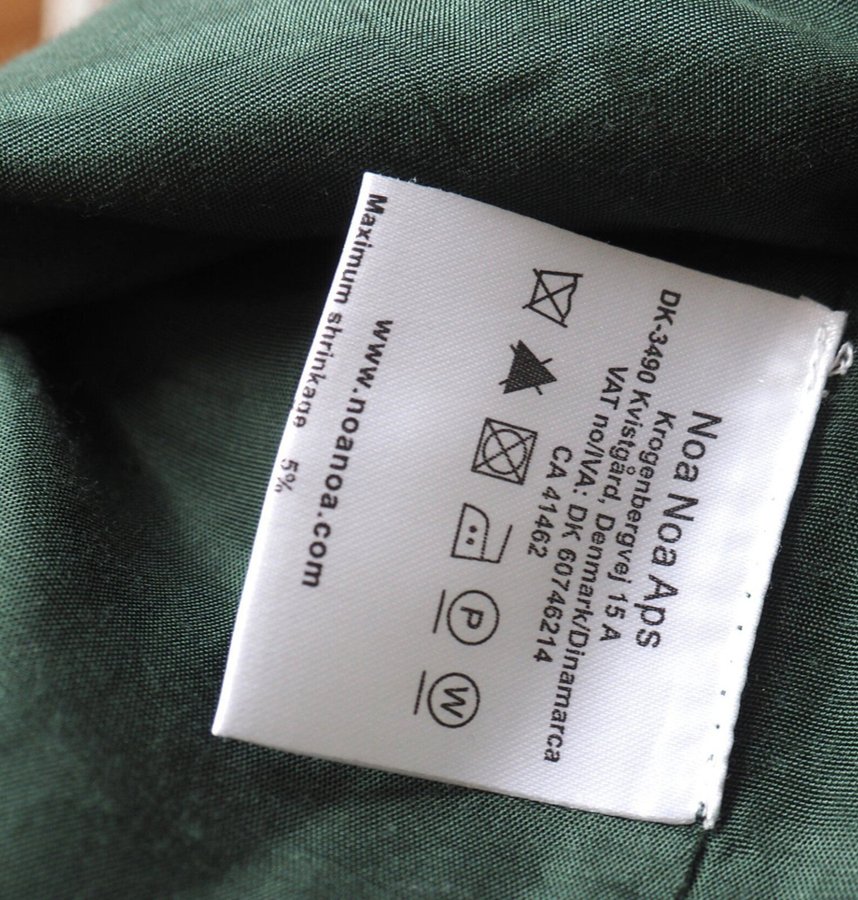 Noa Noa Aps
Krogenbergvej 15 A
DK-3490 Kvistgård, Denmark/Dinamarca
VAT no/IVA: DK 60746214
CA 41462
P
W
www.noanoa.com
Maximum shrinkage 5%